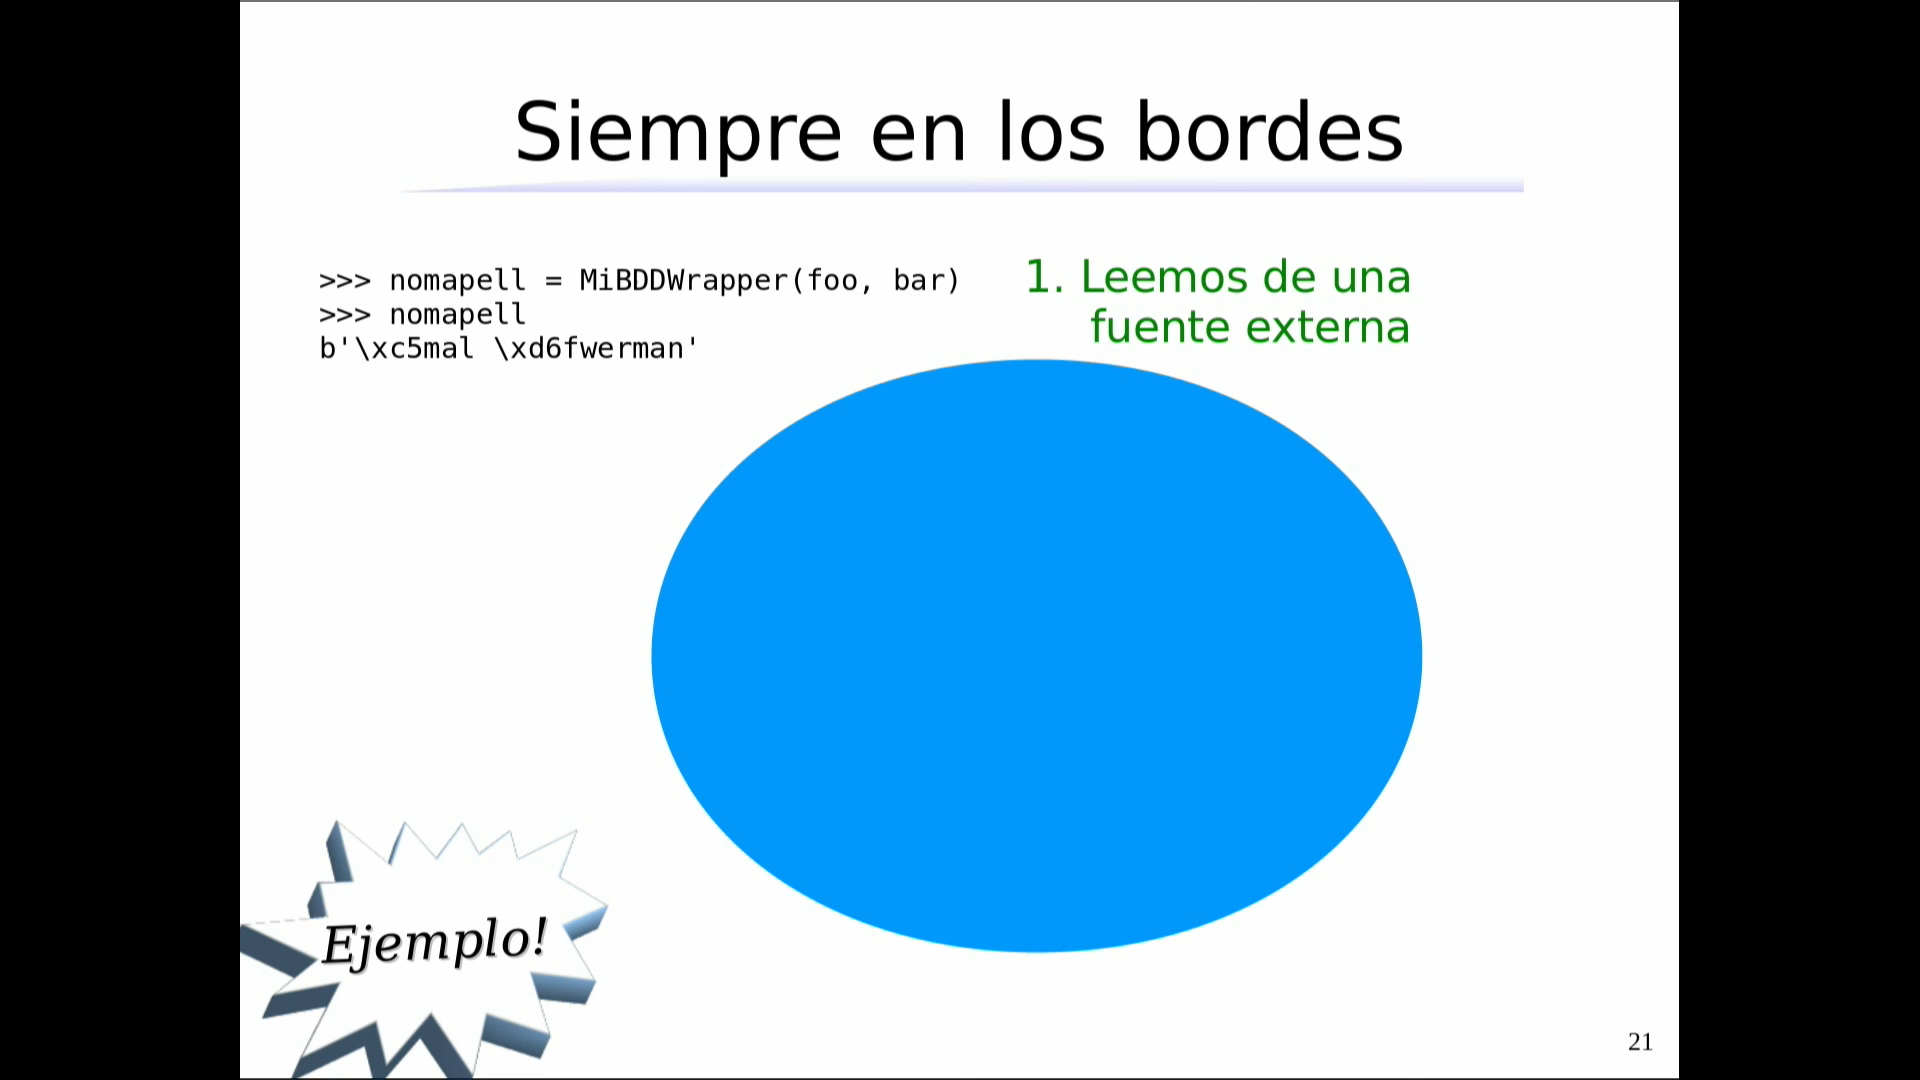 Siempre en los bordes
>>> nomapell = MiBDDWrapper(foo, bar)
>>> nomapell
b'\xc5mal \xd6fwerman'
1. Leemos de una
fuente externa
Ejemplo!
21